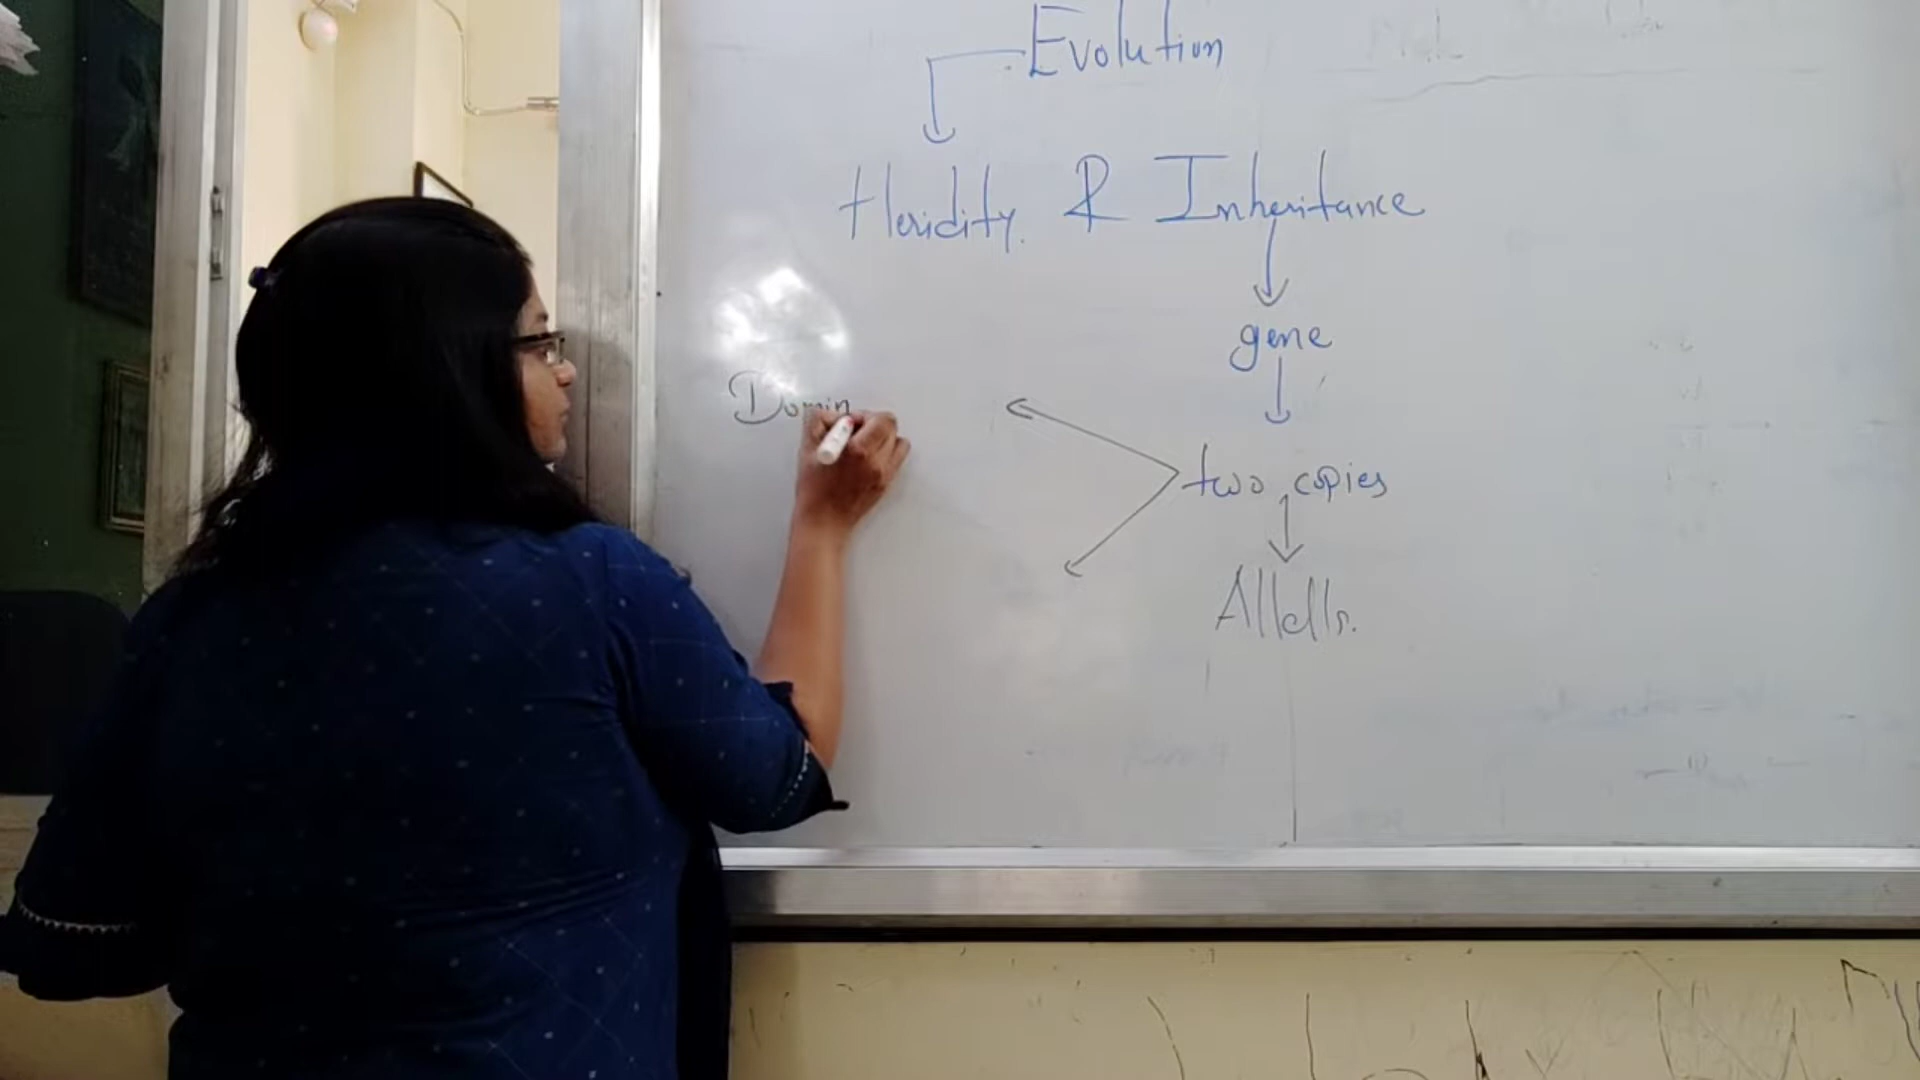 Evolution
Heridity & Inheritance
gene
Domin
two copies
Allells.